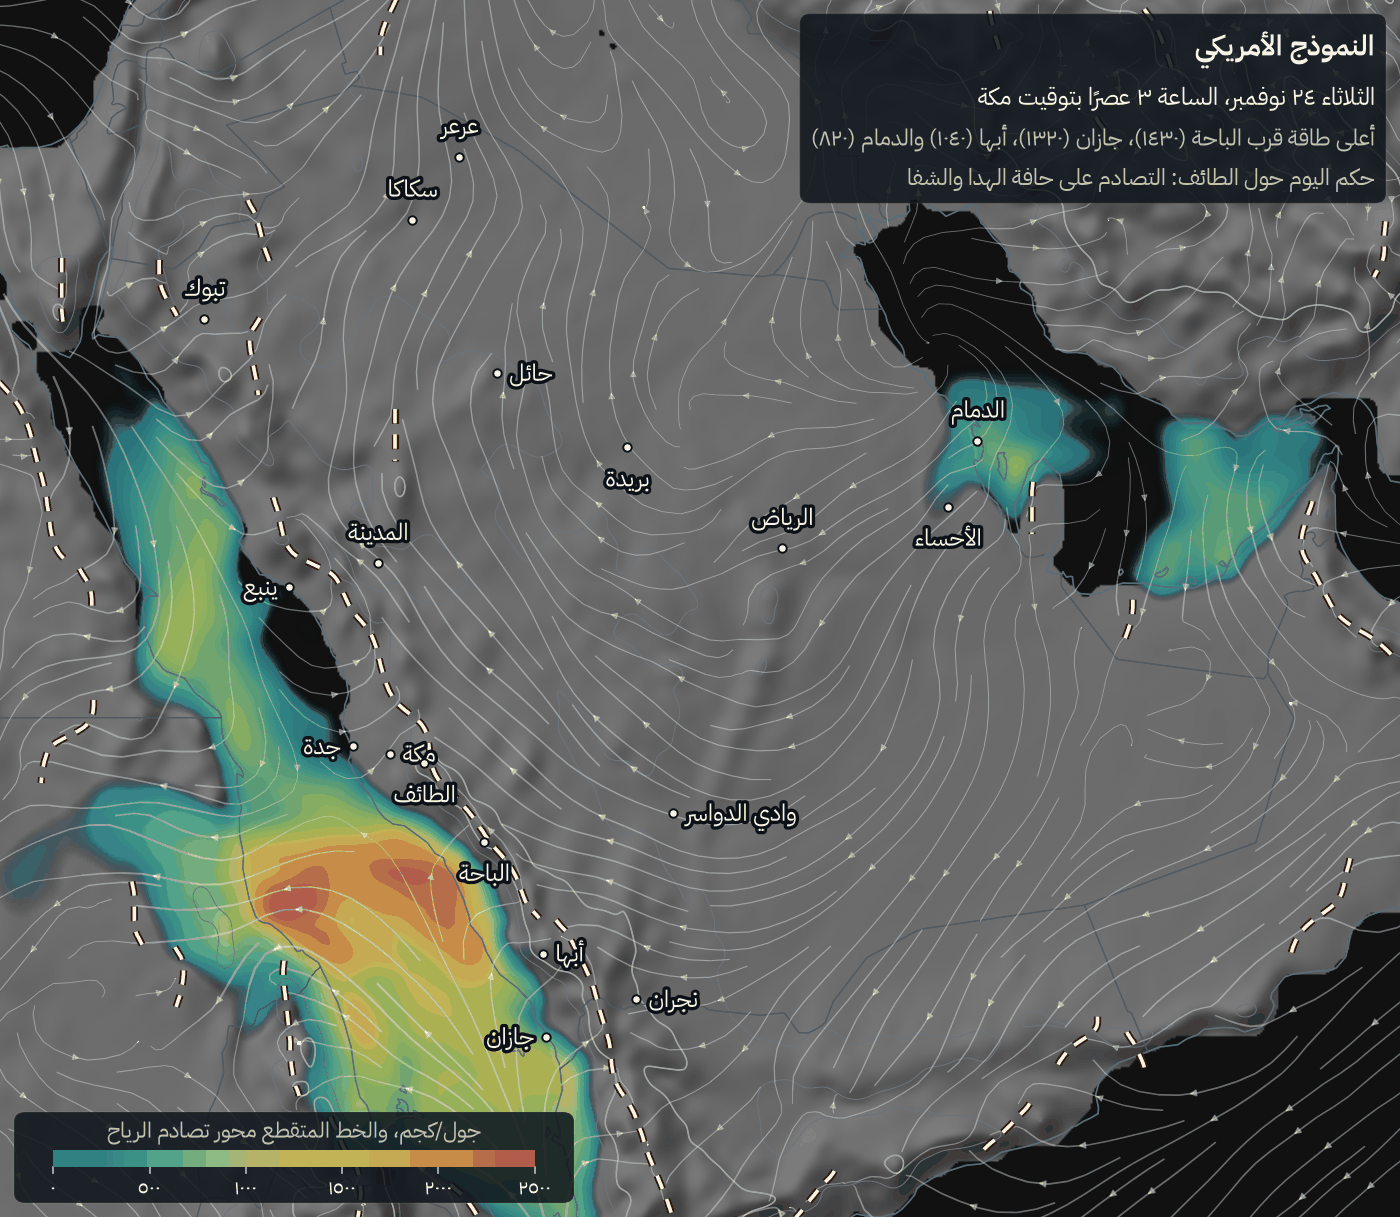 النموذج الأمريكي
الثلاثاء ٢٤ نوفمبر، الساعة ٣ عصرًا بتوقيت مكة
أعلى طاقة قرب الباحة (١٤٣٠)، جازان (١٣٢٠)، أبها (١٠٤٠) والدمام (٨٢٠)
حكم اليوم حول الطائف: التصادم على حافة الهدا والشفا
عرعر
سكاكا
تبوك
حائل
الدمام
بريدة
الرياض
المدينة
الأحساء
ينبع
جدة
مكة
الطائف
وادي الدواسر
الباحة
أبها
نجران
جازان
جول/كجم، والخط المتقطع محور تصادم الرياح
٠ ٥٠٠ ١٠٠٠ ١٥٠٠ ٢٠٠٠ ٢٥٠٠